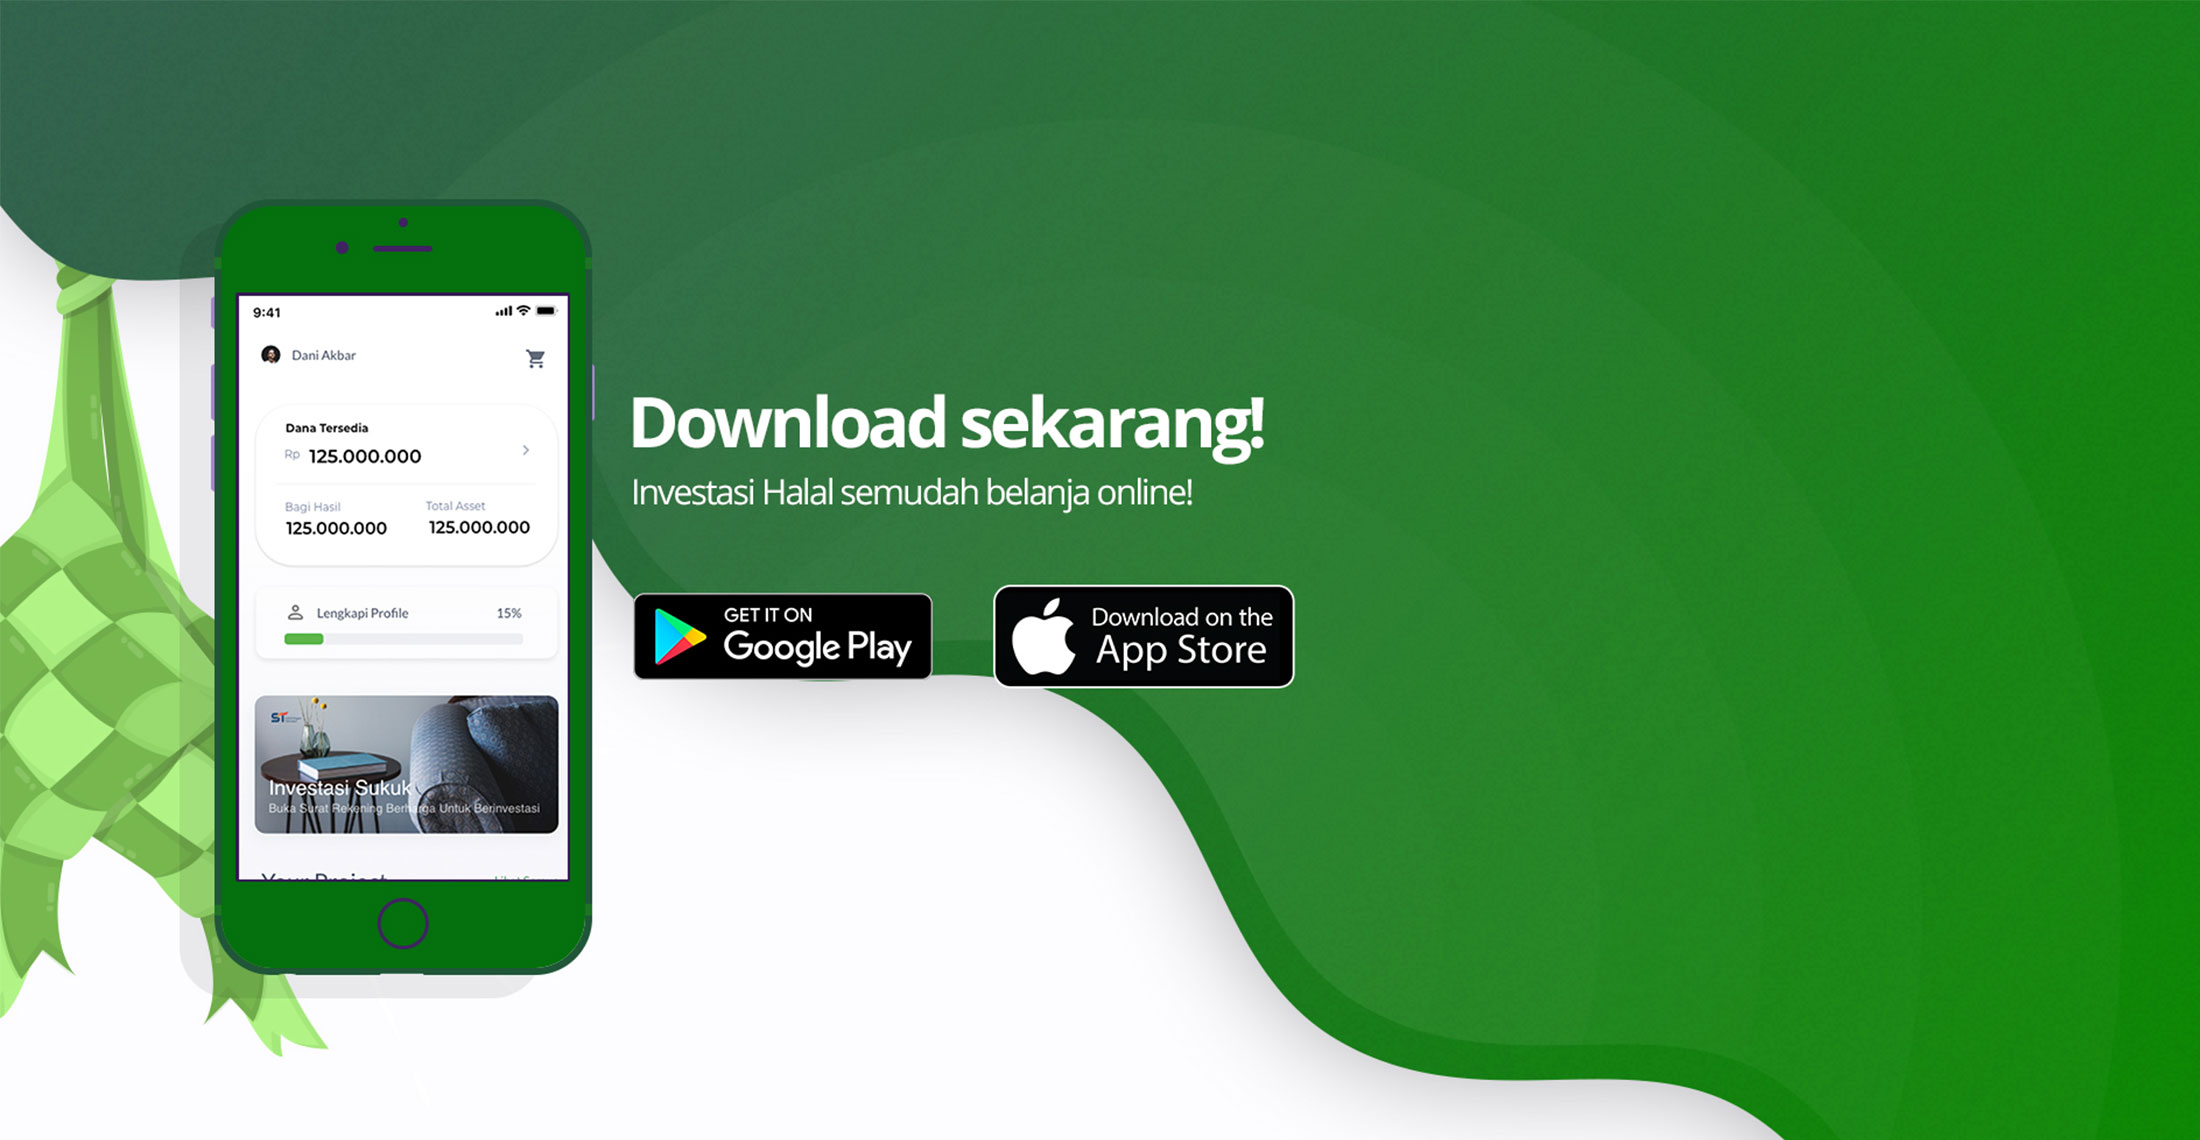 9:41
Dani Akbar
Dana Tersedia
Rp 125.000.000
Bagi Hasil
Total Asset
125.000.000
125.000.000
Lengkapi Profile 15%
ST
Investasi Sukuk
Buka Surat Rekening Berharga Untuk Berinvestasi
Your Project
Download sekarang!
Investasi Halal semudah belanja online!
GET IT ON
Google Play
Download on the
App Store